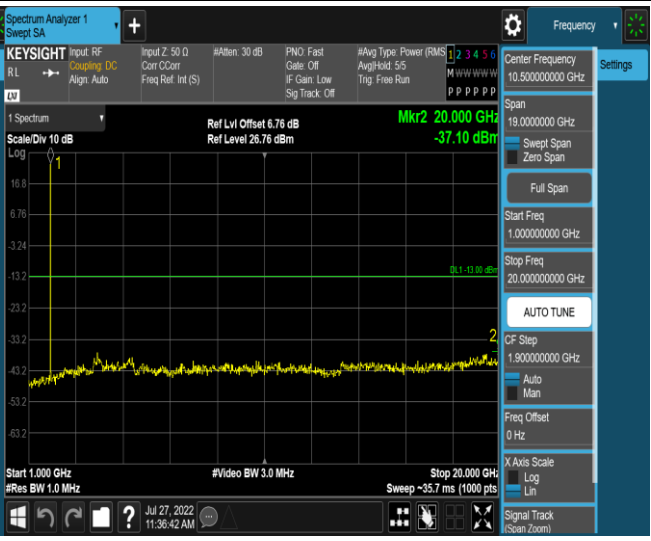 Spectrum Analyzer 1
Swept SA
Frequency
KEYSIGHT
RL
LXI
Input: RF
Coupling: DC
Align: Auto
Input Z: 50 Ω
Corr CCorr
Freq Ref: Int (S)
#Atten: 30 dB
PNO: Fast
Gate: Off
IF Gain: Low
Sig Track: Off
#Avg Type: Power (RMS
Avg|Hold: 5/5
Trig: Free Run
1 2 3 4 5 6
M W W W W W
P P P P P P
1 Spectrum
Scale/Div 10 dB
Log
Ref Lvl Offset 6.76 dB
Ref Level 26.76 dBm
Mkr2 20.000 GHz
-37.10 dBm
1
16.8
6.76
-3.24
-13.2
DL1 -13.00 dBm
-23.2
-33.2
2
-43.2
-53.2
-63.2
Start 1.000 GHz
#Res BW 1.0 MHz
#Video BW 3.0 MHz
Stop 20.000 GHz
Sweep ~35.7 ms (1000 pts
Jul 27, 2022
11:36:42 AM
Settings
Center Frequency
10.500000000 GHz
Span
19.0000000 GHz
Swept Span
Zero Span
Full Span
Start Freq
1.000000000 GHz
Stop Freq
20.000000000 GHz
AUTO TUNE
CF Step
1.900000000 GHz
Auto
Man
Freq Offset
0 Hz
X Axis Scale
Log
Lin
Signal Track
(Span Zoom)